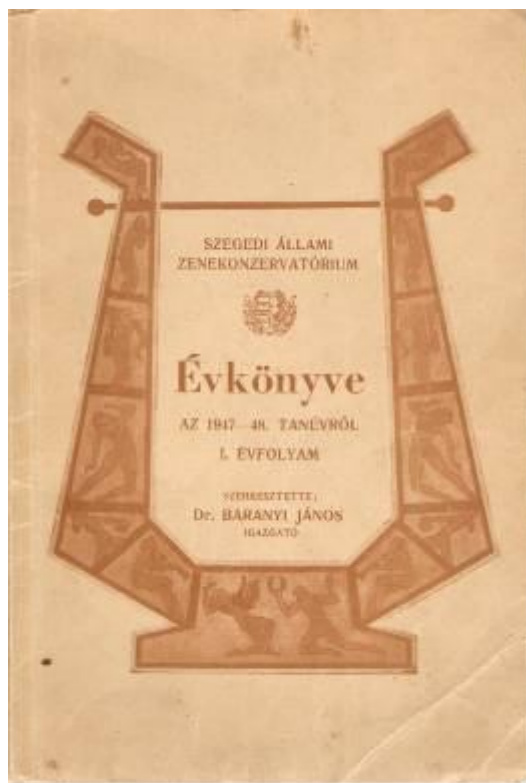 SZEGEDI ÁLLAMI
ZENEKONZERVATÓRIUM
Évkönyve
AZ 1947—48. TANÉVRŐL
I. ÉVFOLYAM
SZERKESZTETTE:
Dr. BARANYI JÁNOS
IGAZGATÓ